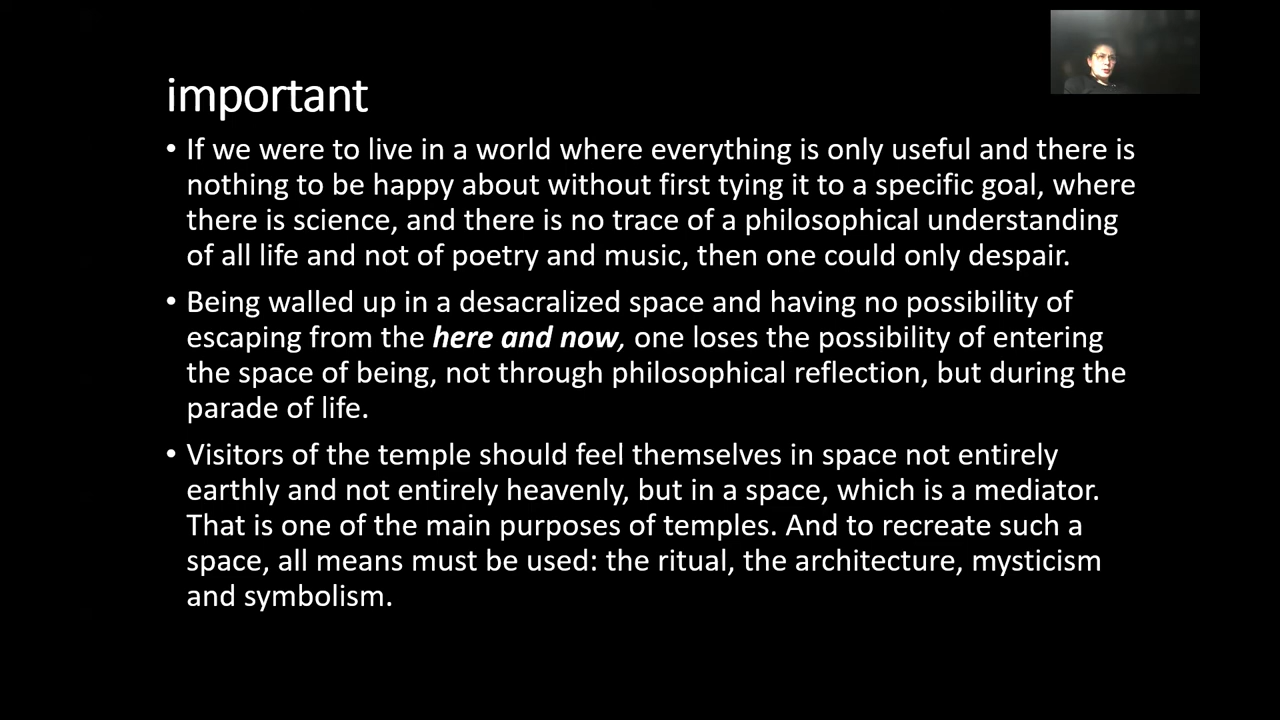 important
• If we were to live in a world where everything is only useful and there is
nothing to be happy about without first tying it to a specific goal, where
there is science, and there is no trace of a philosophical understanding
of all life and not of poetry and music, then one could only despair.
• Being walled up in a desacralized space and having no possibility of
escaping from the here and now, one loses the possibility of entering
the space of being, not through philosophical reflection, but during the
parade of life.
• Visitors of the temple should feel themselves in space not entirely
earthly and not entirely heavenly, but in a space, which is a mediator.
That is one of the main purposes of temples. And to recreate such a
space, all means must be used: the ritual, the architecture, mysticism
and symbolism.